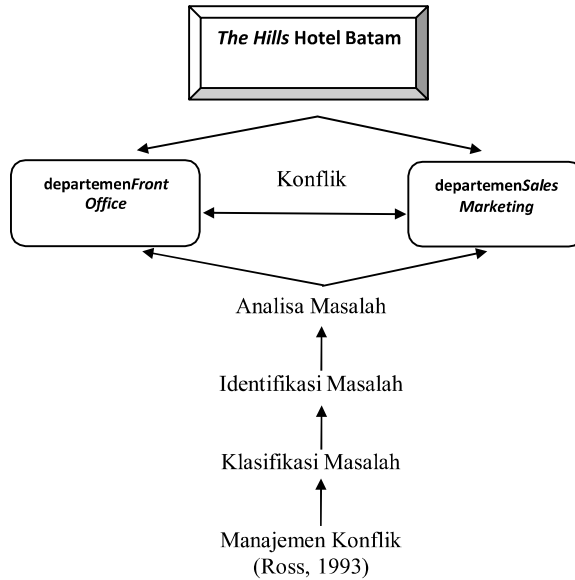 The Hills Hotel Batam
departemenFront
Office
Konflik
departemenSales
Marketing
Analisa Masalah
Identifikasi Masalah
Klasifikasi Masalah
Manajemen Konflik
(Ross, 1993)